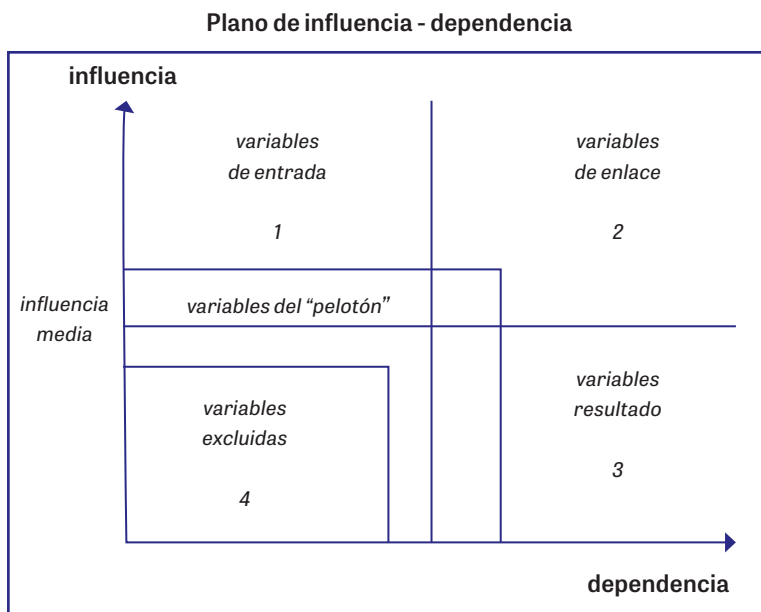 Plano de influencia - dependencia
influencia
variables
de entrada
1
variables
de enlace
2
influencia
media
variables del “pelotón”
variables
excluidas
4
variables
resultado
3
dependencia